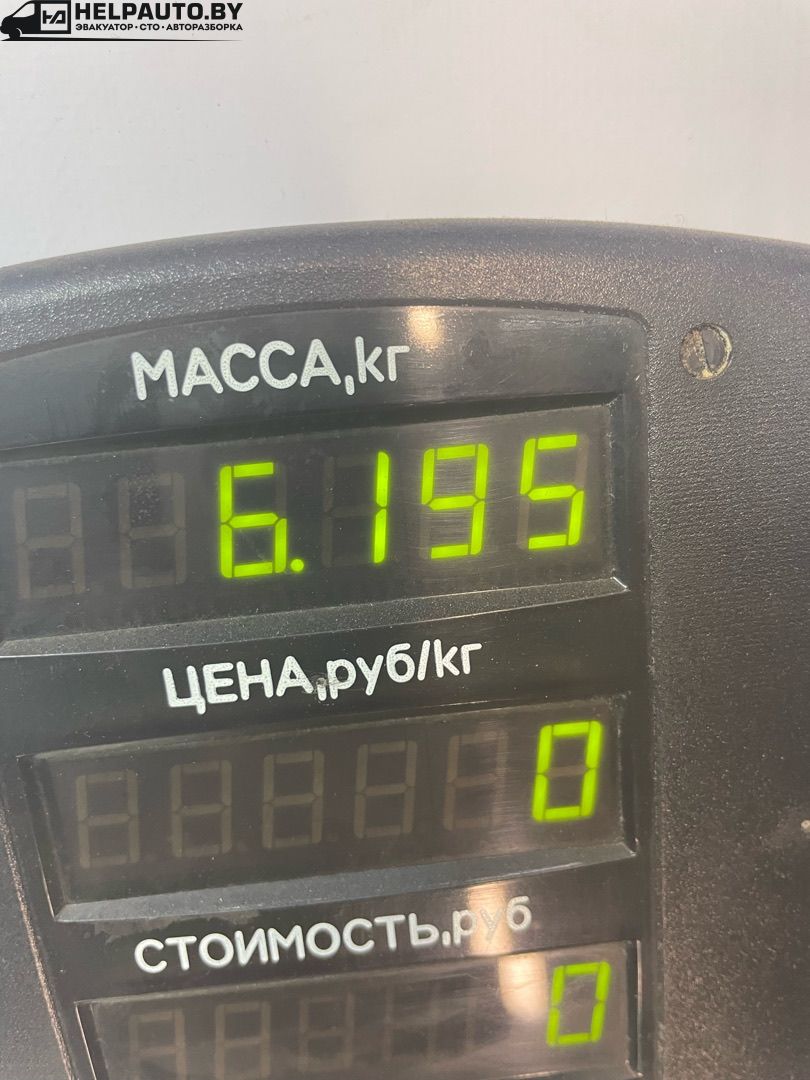 HELPAUTO.BY
ЭВАКУАТОР • СТО • АВТОРАЗБОРКА
МАССА,кг
6.195
ЦЕНА,руб/кг
0
СТОИМОСТЬ,руб
0